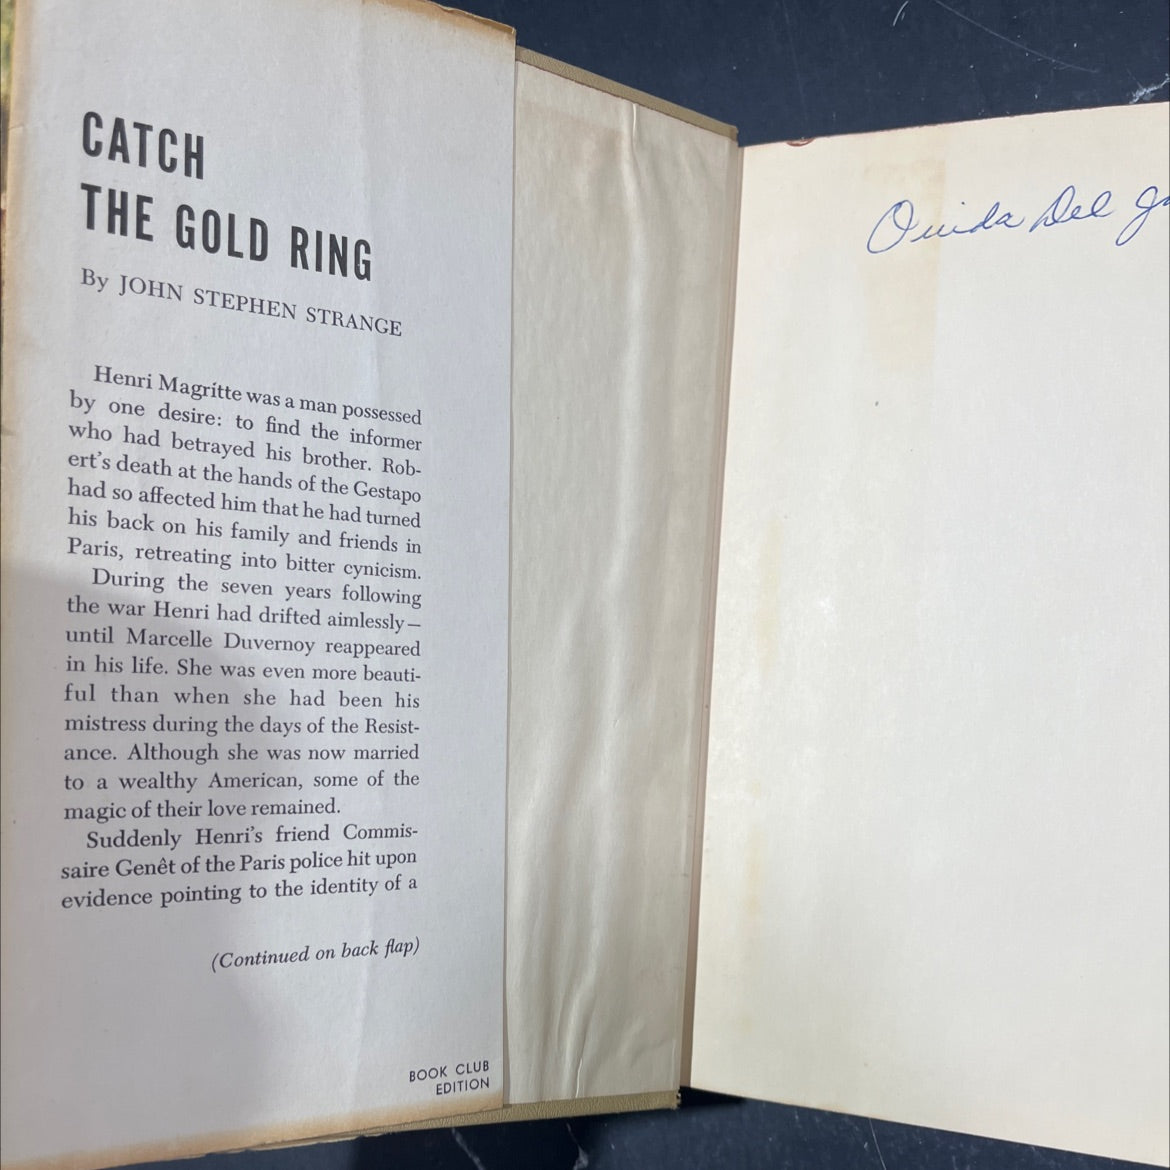 CATCH
THE GOLD RING
By JOHN STEPHEN STRANGE
Henri Magritte was a man possessed
by one desire: to find the informer
who had betrayed his brother. Rob-
ert's death at the hands of the Gestapo
had so affected him that he had turned
his back on his family and friends in
Paris, retreating into bitter cynicism.
During the seven years following
the war Henri had drifted aimlessly—
until Marcelle Duvernoy reappeared
in his life. She was even more beauti-
ful than when she had been his
mistress during the days of the Resist-
ance. Although she was now married
to a wealthy American, some of the
magic of their love remained.
Suddenly Henri's friend Commis-
saire Genêt of the Paris police hit upon
evidence pointing to the identity of a
(Continued on back flap)
BOOK CLUB
EDITION
Ouida Del